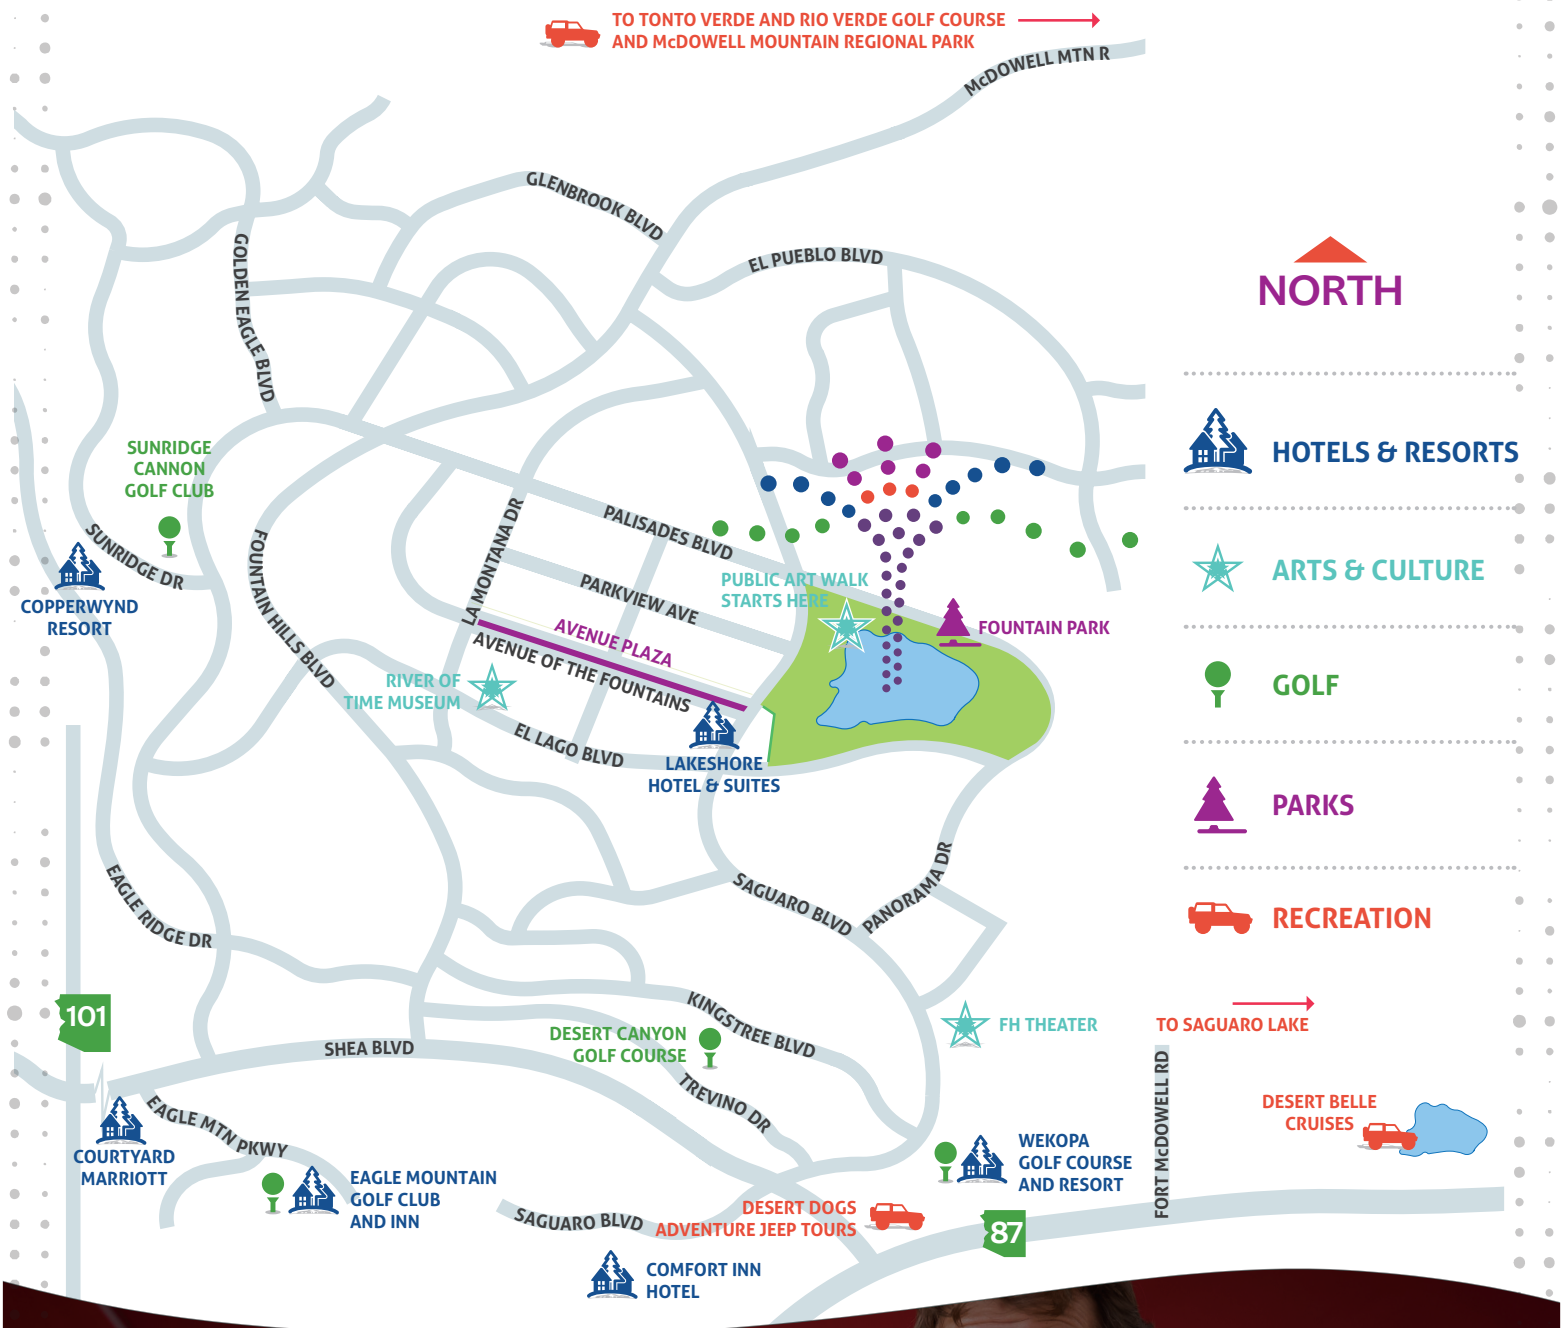 TO TONTO VERDE AND RIO VERDE GOLF COURSE
AND McDOWELL MOUNTAIN REGIONAL PARK
McDOWELL MTN R
GLENBROOK BLVD
EL PUEBLO BLVD
GOLDEN EAGLE BLVD
NORTH
HOTELS & RESORTS
ARTS & CULTURE
GOLF
PARKS
RECREATION
SUNRIDGE
CANNON
GOLF CLUB
SUNRIDGE DR
COPPERWYND
RESORT
FOUNTAIN HILLS BLVD
LA MONTANA DR
PALISADES BLVD
PARKVIEW AVE
PUBLIC ART WALK
STARTS HERE
FOUNTAIN PARK
AVENUE PLAZA
AVENUE OF THE FOUNTAINS
RIVER OF
TIME MUSEUM
EL LAGO BLVD
LAKESHORE
HOTEL & SUITES
EAGLE RIDGE DR
SAGUARO BLVD
PANORAMA DR
101
SHEA BLVD
DESERT CANYON
GOLF COURSE
KINGSTREE BLVD
TREVINO DR
FH THEATER
TO SAGUARO LAKE
FORT McDOWELL RD
DESERT BELLE
CRUISES
EAGLE MTN PKWY
COURTYARD
MARRIOTT
EAGLE MOUNTAIN
GOLF CLUB
AND INN
WEKOPA
GOLF COURSE
AND RESORT
SAGUARO BLVD
DESERT DOGS
ADVENTURE JEEP TOURS
87
COMFORT INN
HOTEL